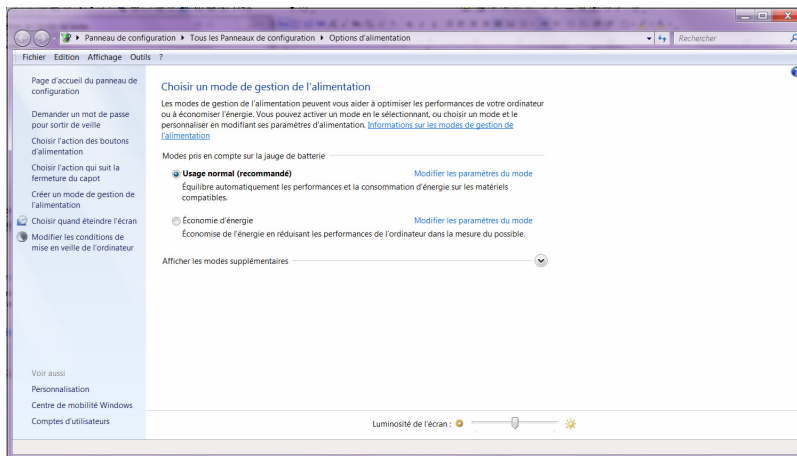 Panneau de configuration Tous les Panneaux de configuration Options d'alimentation
Rechercher
Fichier Edition Affichage Outils ?
Page d'accueil du panneau de
configuration
Demander un mot de passe
pour sortir de veille
Choisir l'action des boutons
d'alimentation
Choisir l'action qui suit la
fermeture du capot
Créer un mode de gestion de
l'alimentation
Choisir quand éteindre l'écran
Modifier les conditions de
mise en veille de l'ordinateur
Voir aussi
Personnalisation
Centre de mobilité Windows
Comptes d'utilisateurs
Choisir un mode de gestion de l'alimentation
Les modes de gestion de l'alimentation peuvent vous aider à optimiser les performances de votre ordinateur
ou à économiser l'énergie. Vous pouvez activer un mode en le sélectionnant, ou choisir un mode et le
personnaliser en modifiant ses paramètres d'alimentation. Informations sur les modes de gestion de
l'alimentation
Modes pris en compte sur la jauge de batterie
Usage normal (recommandé) Modifier les paramètres du mode
Équilibre automatiquement les performances et la consommation d'énergie sur les matériels
compatibles.
Économie d'énergie Modifier les paramètres du mode
Économise de l'énergie en réduisant les performances de l'ordinateur dans la mesure du possible.
Afficher les modes supplémentaires
Luminosité de l'écran :